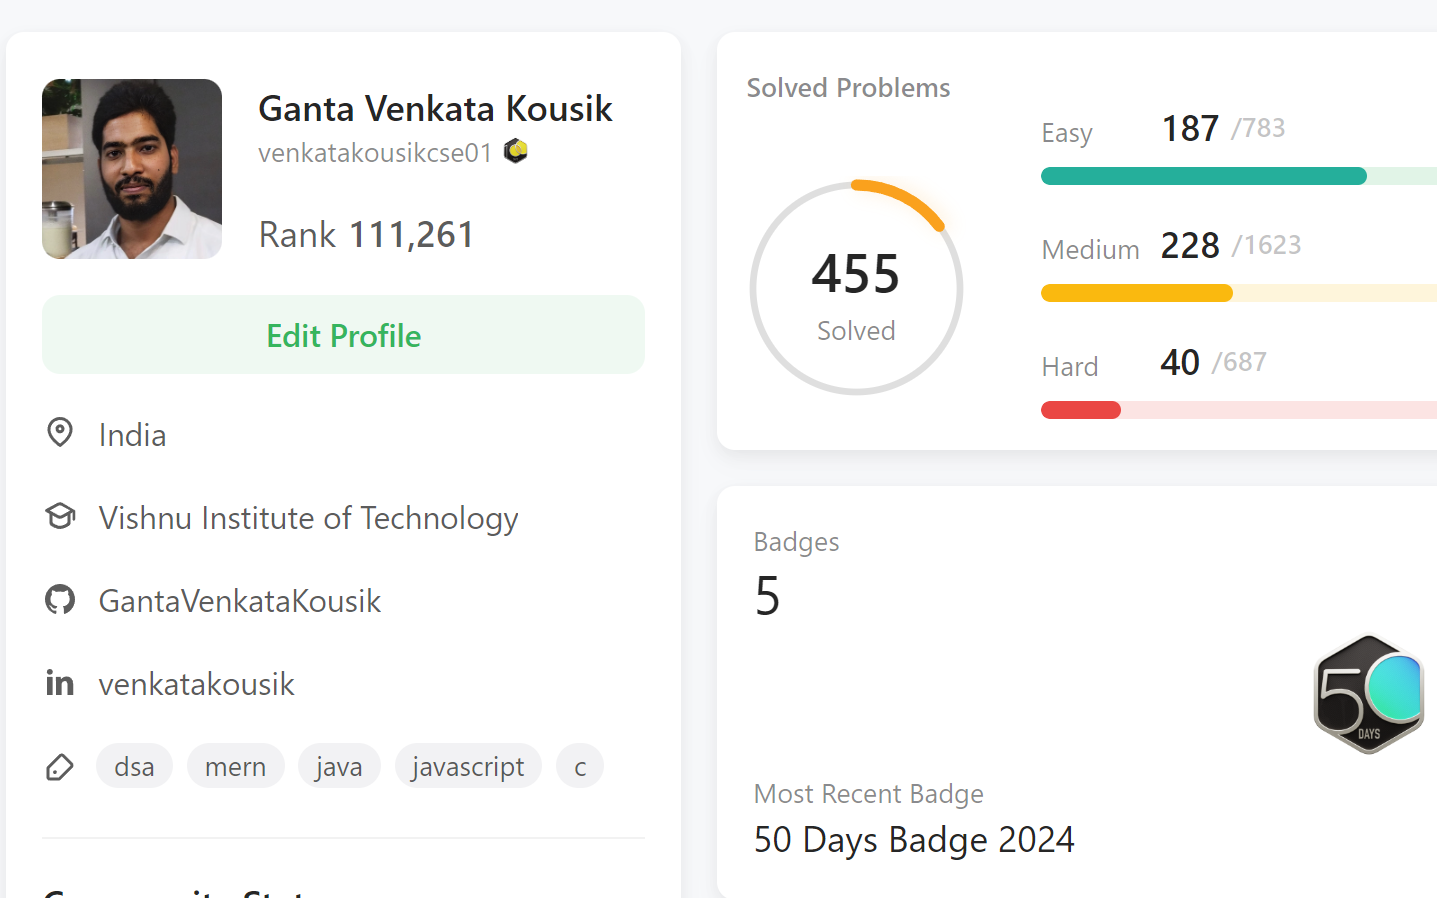 Ganta Venkata Kousik
venkatakousikcse01
Rank 111,261
Edit Profile
India
Vishnu Institute of Technology
GantaVenkataKousik
in venkatakousik
dsa mern java javascript c
Solved Problems
455
Solved
Easy 187 /783
Medium 228 /1623
Hard 40 /687
Badges
5
50
DAYS
Most Recent Badge
50 Days Badge 2024